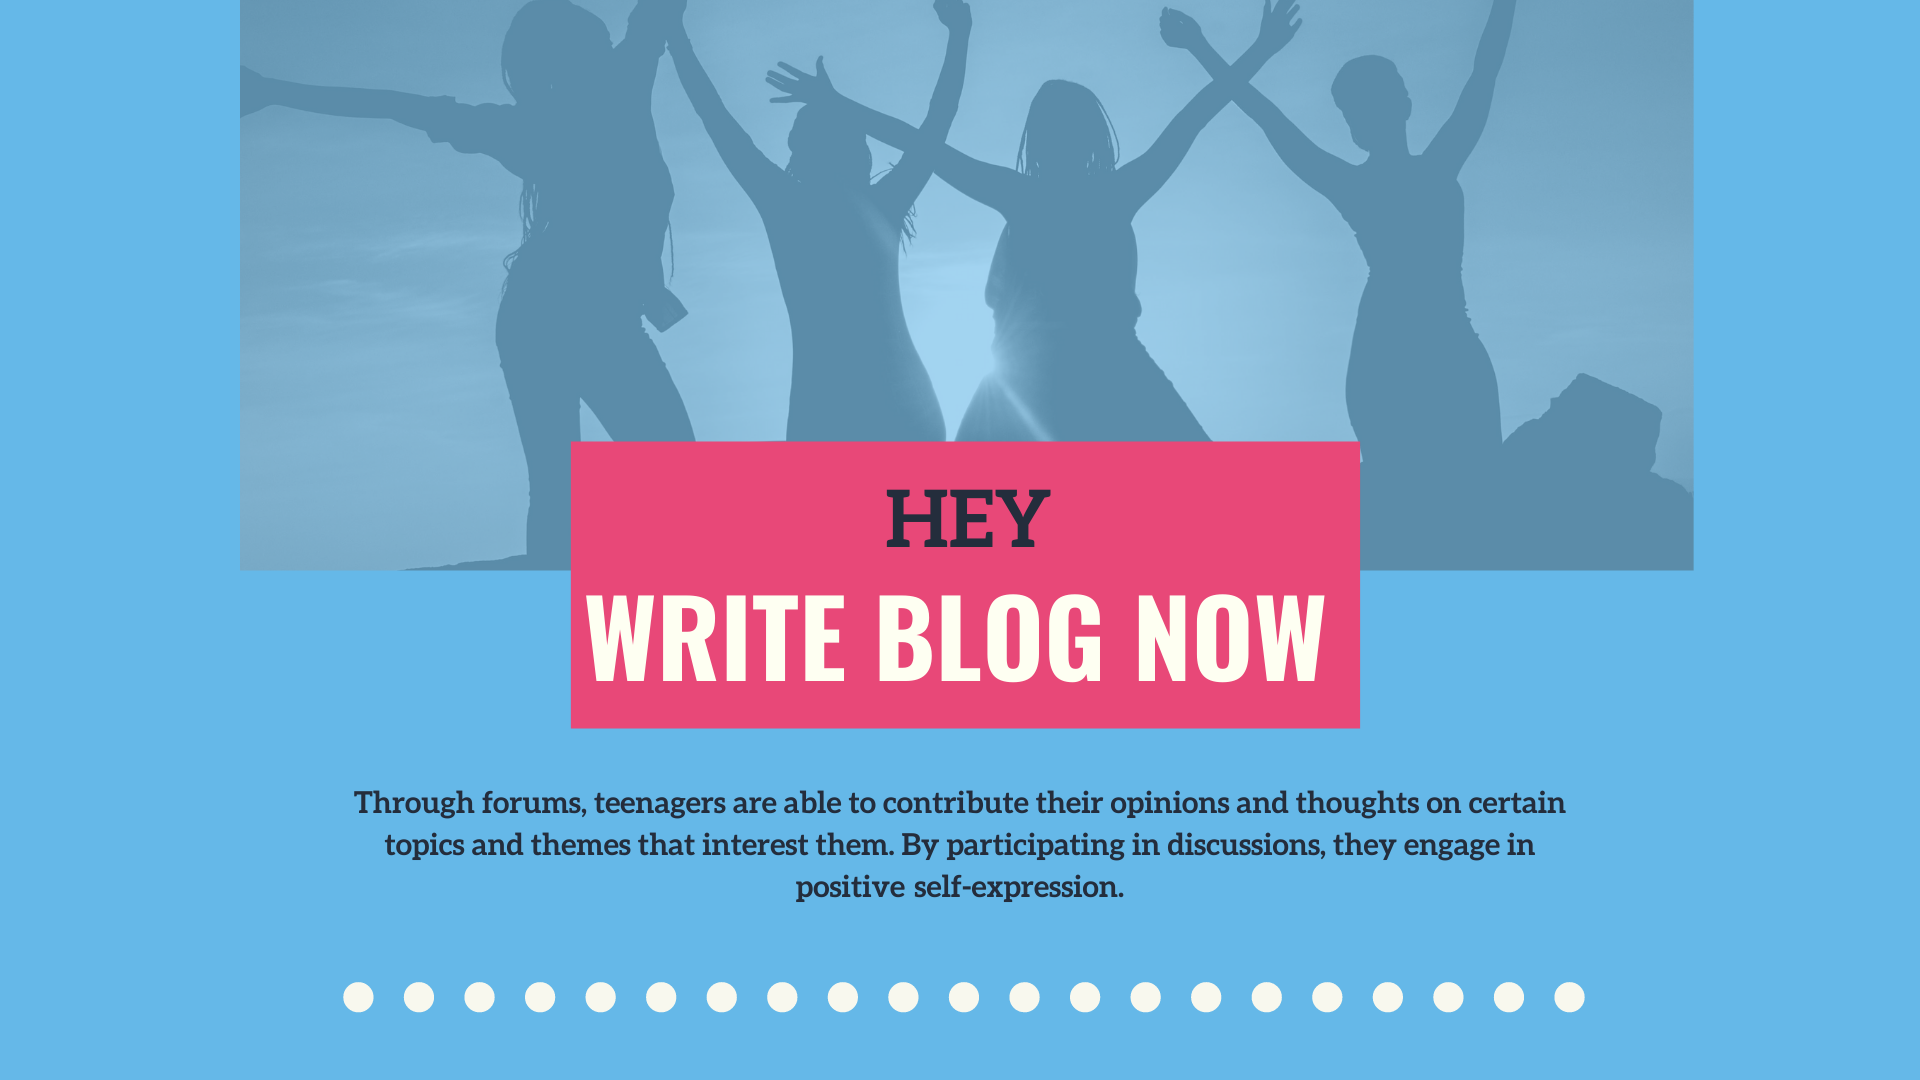 HEY
WRITE BLOG NOW
Through forums, teenagers are able to contribute their opinions and thoughts on certain
topics and themes that interest them. By participating in discussions, they engage in
positive self-expression.